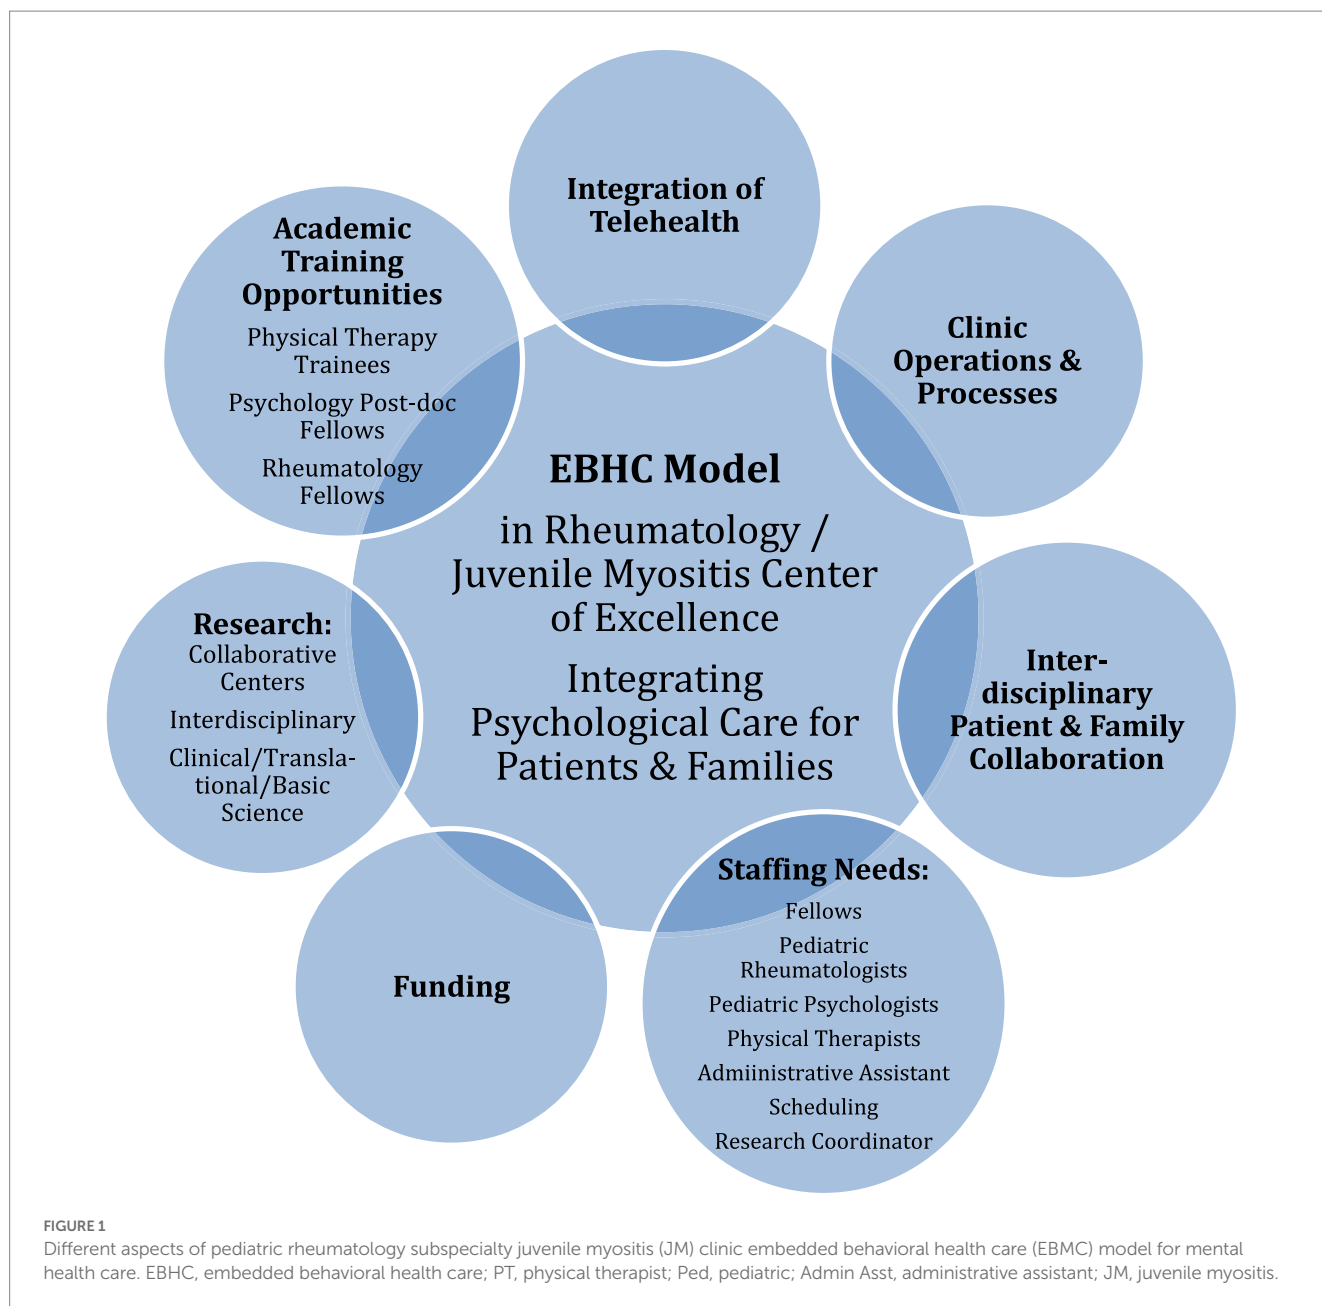 Integration of
Telehealth
Academic
Training
Opportunities
Physical Therapy
Trainees
Psychology Post-doc
Fellows
Rheumatology
Fellows
Clinic
Operations &
Processes
EBHC Model
in Rheumatology /
Juvenile Myositis Center
of Excellence
Integrating
Psychological Care for
Patients & Families
Research:
Collaborative
Centers
Interdisciplinary
Clinical/Transla-
tional/Basic
Science
Inter-
disciplinary
Patient & Family
Collaboration
Funding
Staffing Needs:
Fellows
Pediatric
Rheumatologists
Pediatric Psychologists
Physical Therapists
Admiinistrative Assistant
Scheduling
Research Coordinator
FIGURE 1
Different aspects of pediatric rheumatology subspecialty juvenile myositis (JM) clinic embedded behavioral health care (EBMC) model for mental
health care. EBHC, embedded behavioral health care; PT, physical therapist; Ped, pediatric; Admin Asst, administrative assistant; JM, juvenile myositis.